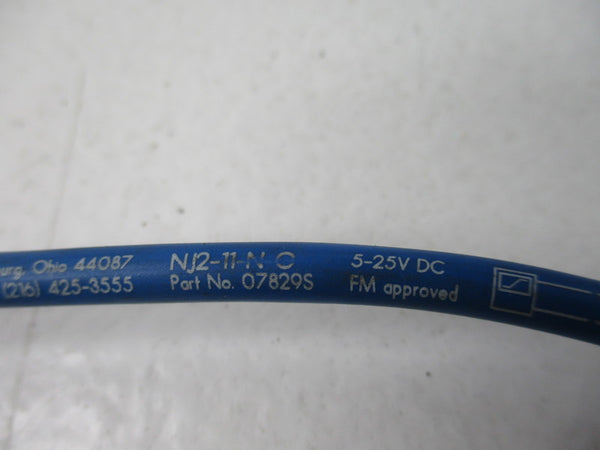 urg, Ohio 44087
(216) 425-3555
NJ2-11-N-G
Part No. 07829S
5-25V DC
FM approved